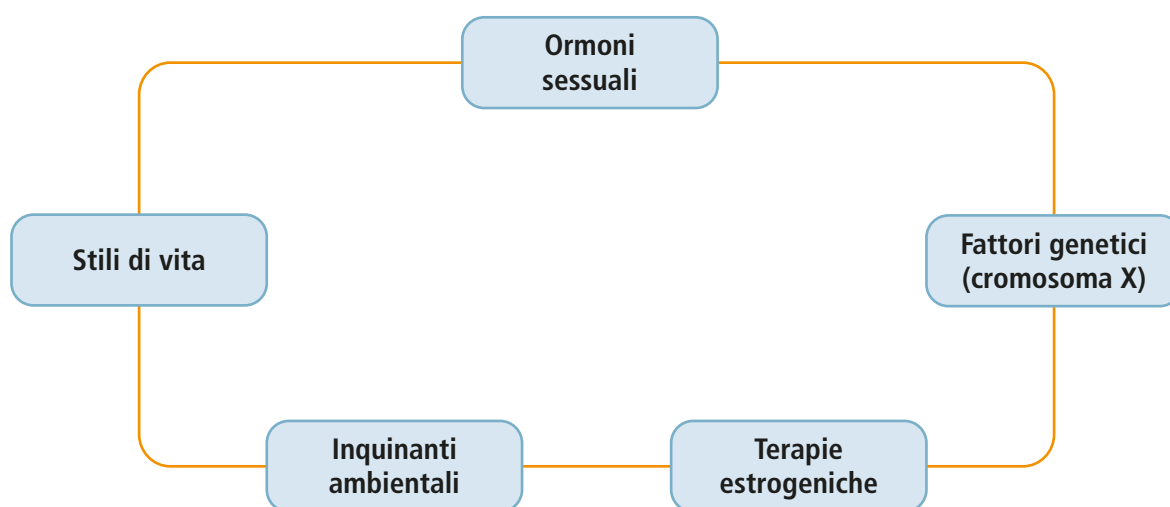 Ormoni
sessuali
Stili di vita
Fattori genetici
(cromosoma X)
Inquinanti
ambientali
Terapie
estrogeniche